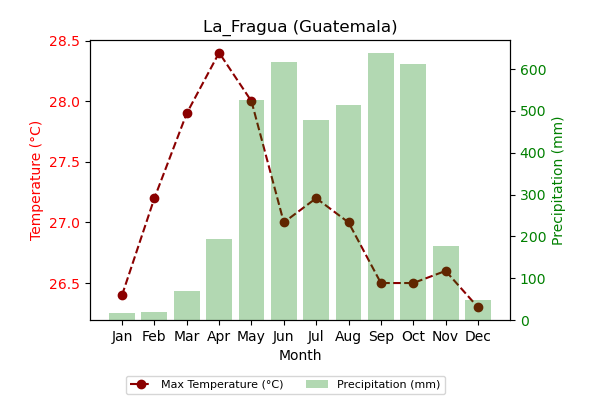 La_Fragua (Guatemala)
28.5
28.0
27.5
27.0
26.5
Temperature (°C)
600
500
400
300
200
100
0
Precipitation (mm)
Jan Feb Mar Apr May Jun Jul Aug Sep Oct Nov Dec
Month
Max Temperature (°C) Precipitation (mm)